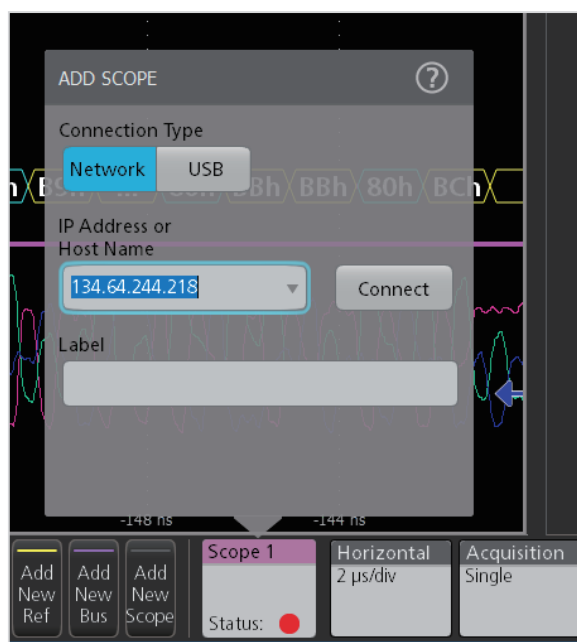 ADD SCOPE
?
Connection Type
Network USB
BBh BBh 80h BCh
IP Address or
Host Name
134.64.244.218
Connect
Label
-148 ns -144 ns
Add
New
Ref
Add
New
Bus
Add
New
Scope
Scope 1
Status:
Horizontal
2 µs/div
Acquisition
Single